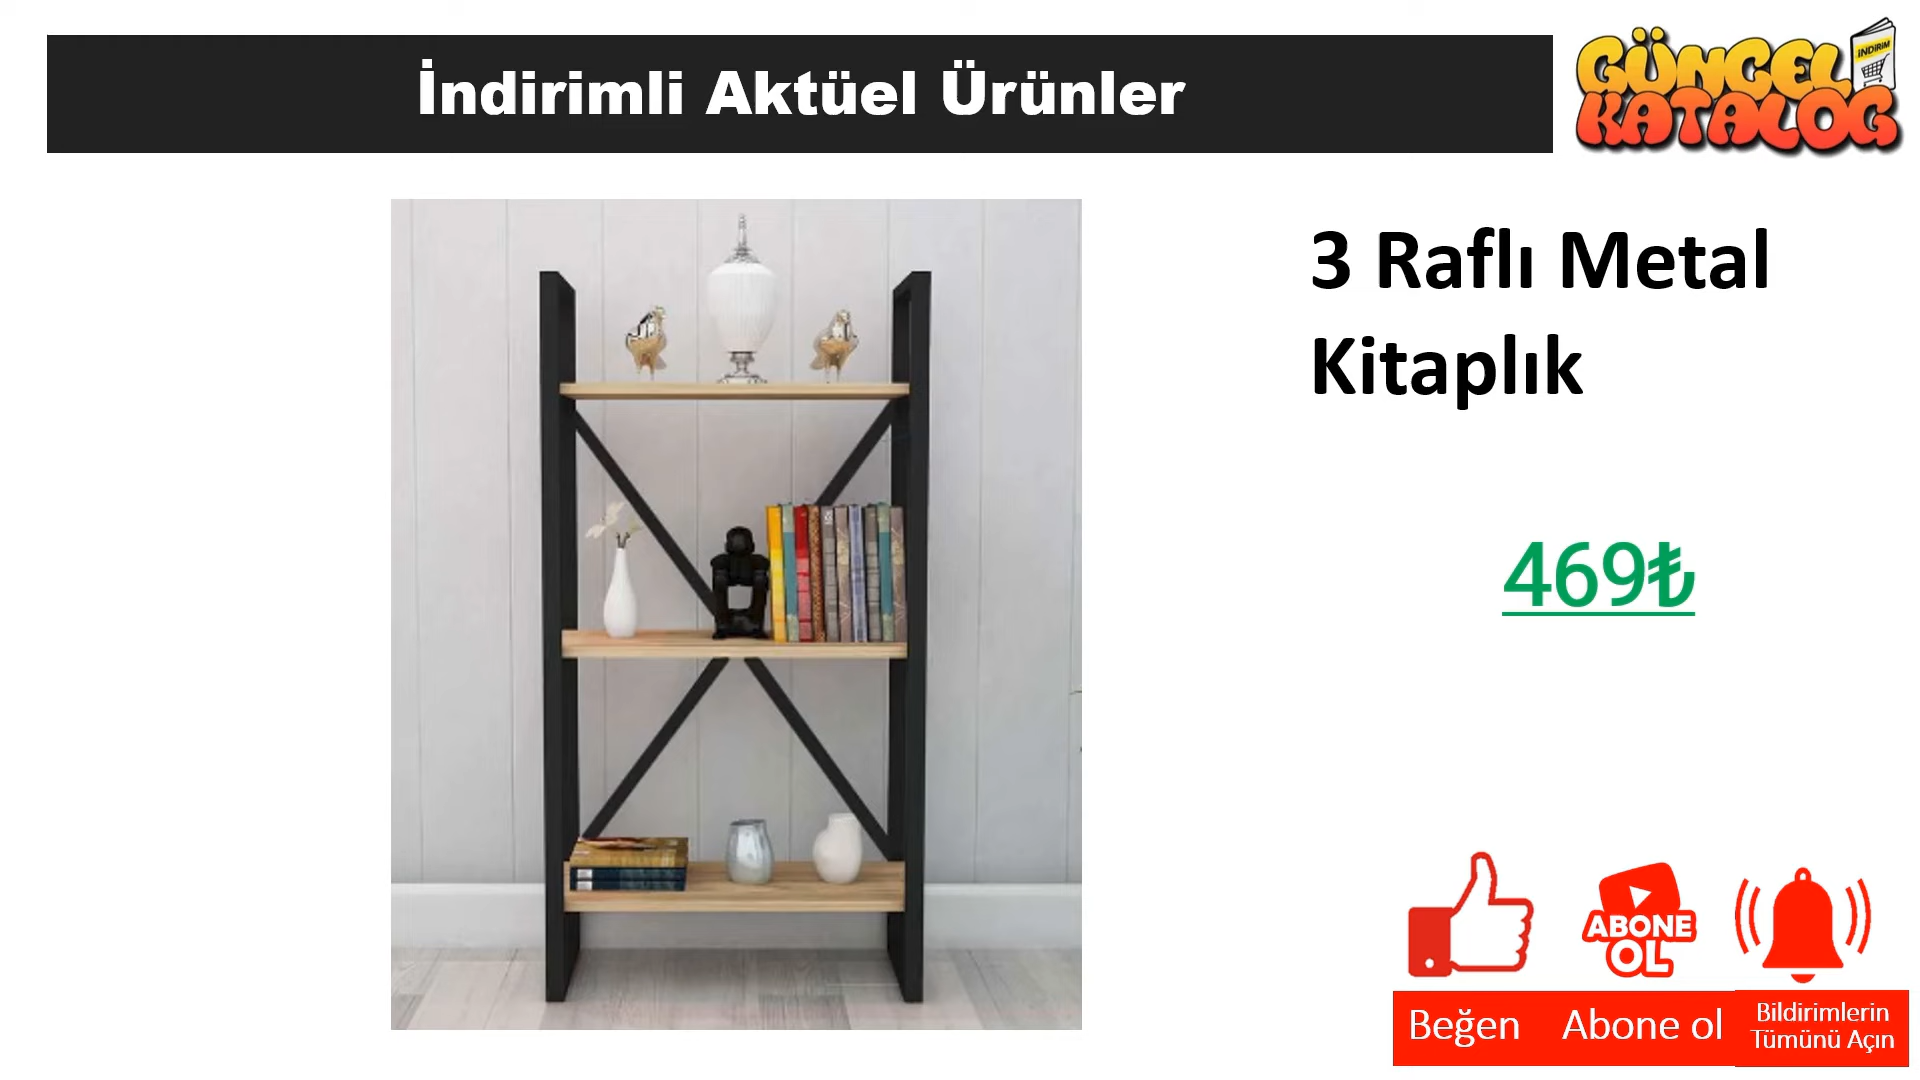 İndirimli Aktüel Ürünler
GÜNCEL
KATALOG
İNDİRİM
3 Raflı Metal
Kitaplık
469₺
ABONE
OL
Beğen
Abone ol
Bildirimlerin
Tümünü Açın